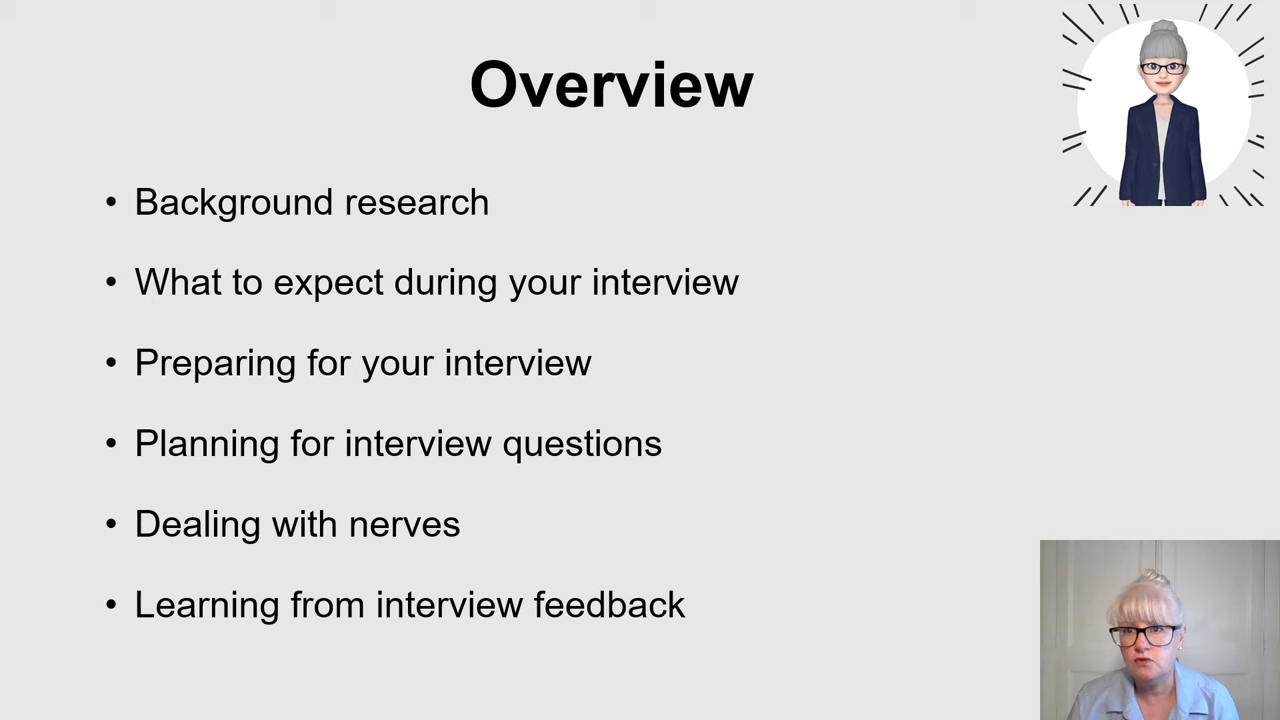 Overview
• Background research
• What to expect during your interview
• Preparing for your interview
• Planning for interview questions
• Dealing with nerves
• Learning from interview feedback